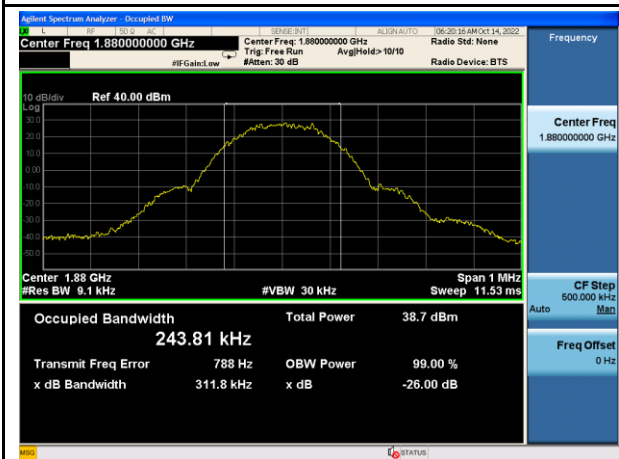 Agilent Spectrum Analyzer - Occupied BW
L RF 50 Ω AC SENSE:INT ALIGN AUTO 06:20:16 AM Oct 14, 2022
Center Freq 1.880000000 GHz Center Freq: 1.880000000 GHz Radio Std: None Frequency
Trig: Free Run Avg|Hold:> 10/10
#IFGain:Low #Atten: 30 dB Radio Device: BTS
10 dB/div Ref 40.00 dBm
Log
30.0
20.0
10.0
0.00
-10.0
-20.0
-30.0
-40.0
-50.0
Center Freq
1.880000000 GHz
Center 1.88 GHz Span 1 MHz
#Res BW 9.1 kHz #VBW 30 kHz Sweep 11.53 ms
CF Step
500.000 kHz
Auto Man
Occupied Bandwidth Total Power 38.7 dBm
243.81 kHz
Transmit Freq Error 788 Hz OBW Power 99.00 %
x dB Bandwidth 311.8 kHz x dB -26.00 dB
Freq Offset
0 Hz
MSG STATUS